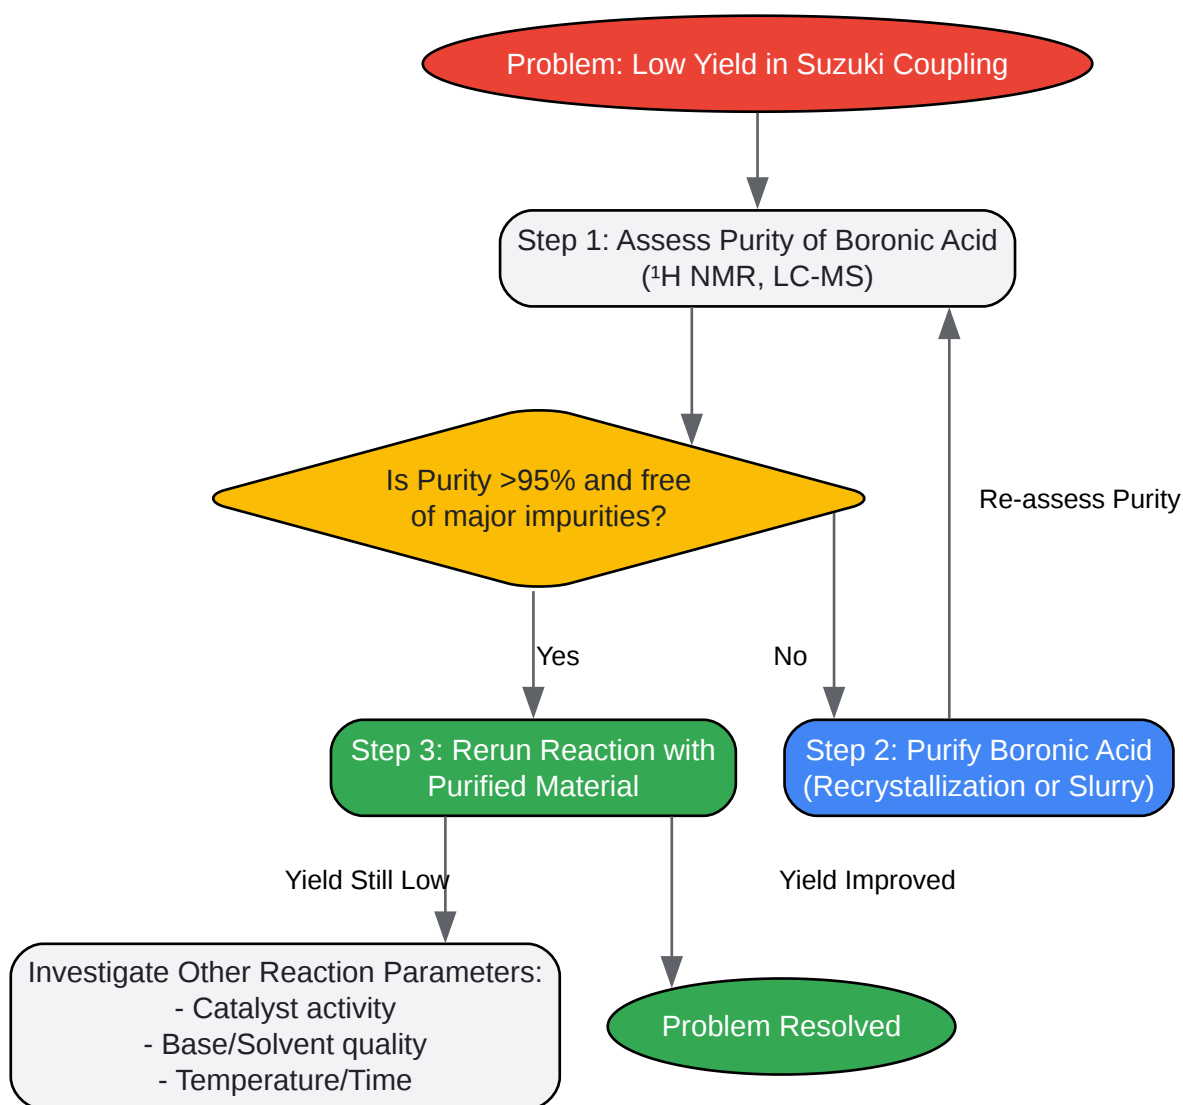 Problem: Low Yield in Suzuki Coupling
Step 1: Assess Purity of Boronic Acid
(¹H NMR, LC-MS)
Is Purity >95% and free
of major impurities?
Re-assess Purity
Yes
No
Step 3: Rerun Reaction with
Purified Material
Step 2: Purify Boronic Acid
(Recrystallization or Slurry)
Yield Still Low
Yield Improved
Investigate Other Reaction Parameters:
- Catalyst activity
- Base/Solvent quality
- Temperature/Time
Problem Resolved